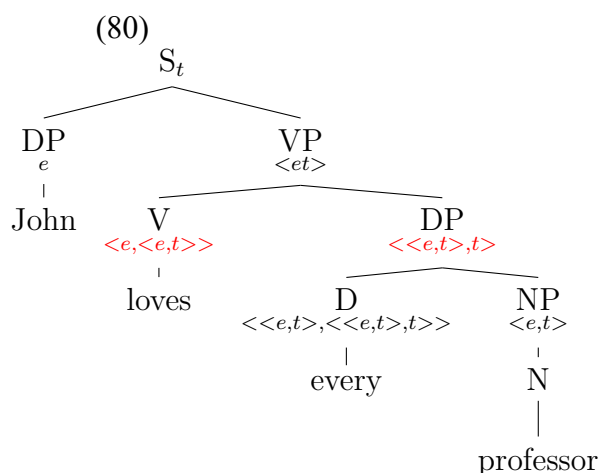 (80)
S_t
DP VP
e <et>
John V DP
<e,<e,t>> <<e,t>,t>
loves D NP
<<e,t>,<<e,t>,t>> <e,t>
every N
professor